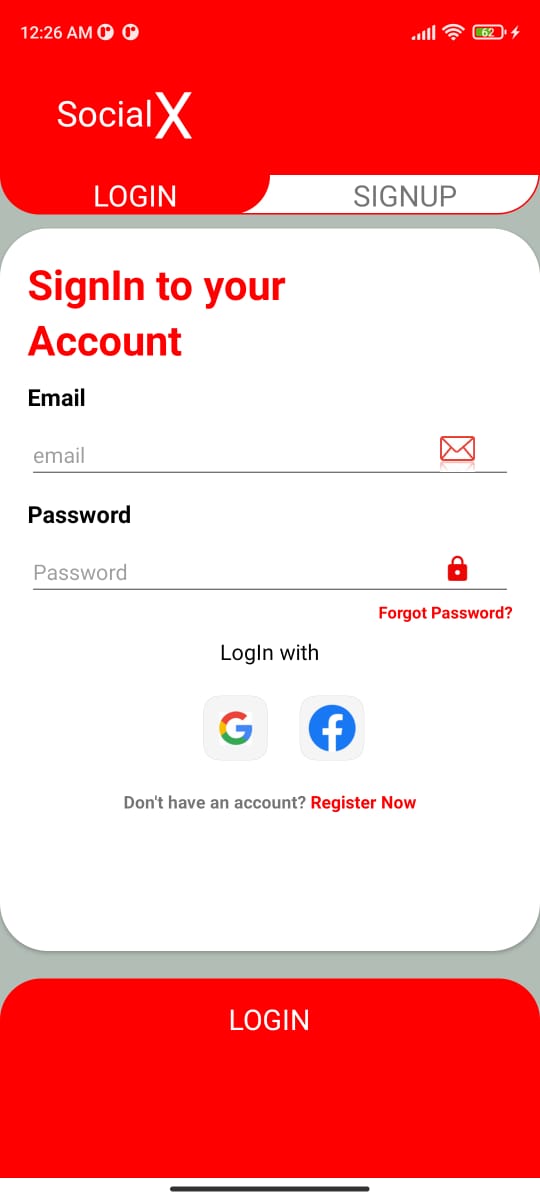 12:26 AM
62
SocialX
LOGIN
SIGNUP
SignIn to your
Account
Email
email
Password
Password
Forgot Password?
LogIn with
Don't have an account? Register Now
LOGIN